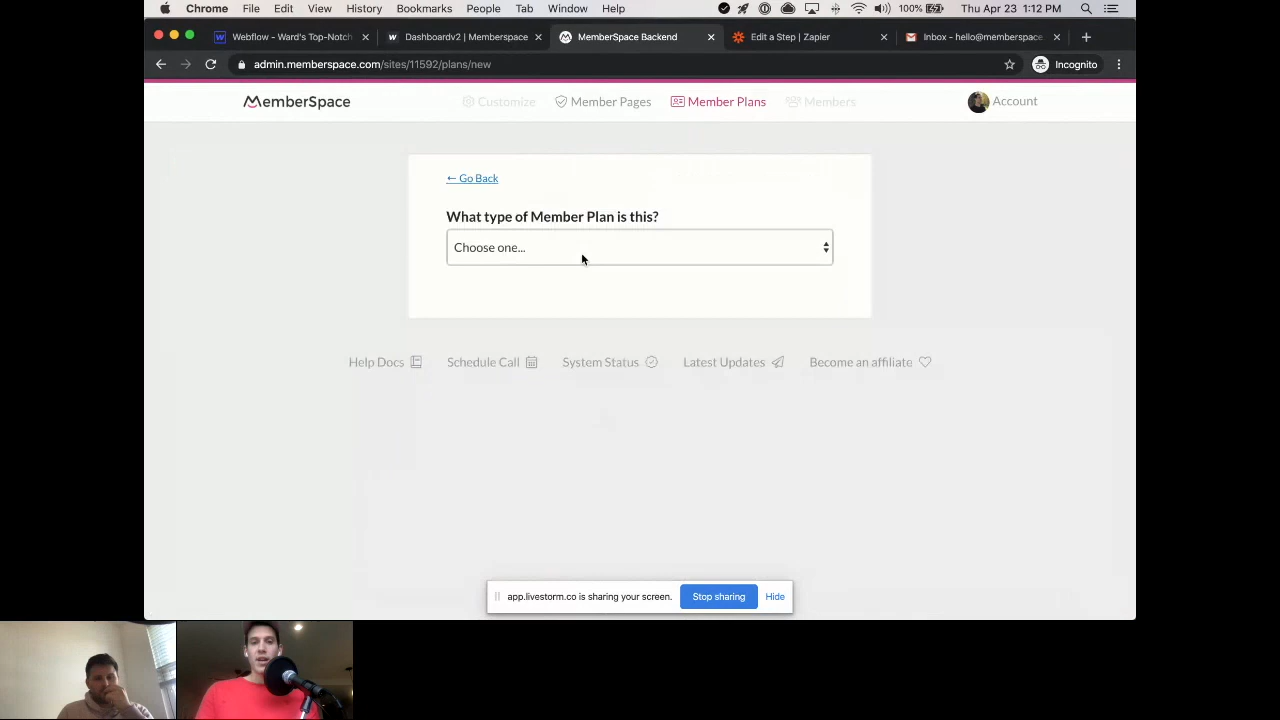 Chrome File Edit View History Bookmarks People Tab Window Help 100% Thu Apr 23 1:12 PM
Webflow - Ward's Top-Notch Dashboardv2 | Memberspace MemberSpace Backend Edit a Step | Zapier Inbox - hello@memberspace
admin.memberspace.com/sites/11592/plans/new Incognito
MemberSpace Customize Member Pages Member Plans Members Account
← Go Back
What type of Member Plan is this?
Choose one...
Help Docs Schedule Call System Status Latest Updates Become an affiliate
app.livestorm.co is sharing your screen. Stop sharing Hide